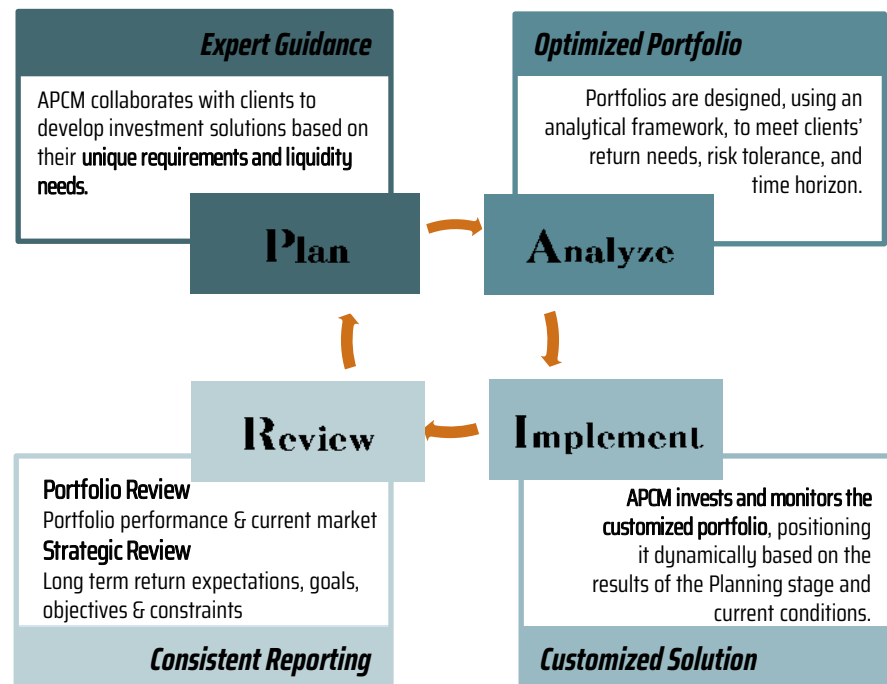 Expert Guidance
APCM collaborates with clients to
develop investment solutions based on
their unique requirements and liquidity
needs.
Plan
Optimized Portfolio
Portfolios are designed, using an
analytical framework, to meet clients’
return needs, risk tolerance, and
time horizon.
Analyze
Review
Portfolio Review
Portfolio performance & current market
Strategic Review
Long term return expectations, goals,
objectives & constraints
Consistent Reporting
Implement
APCM invests and monitors the
customized portfolio, positioning
it dynamically based on the
results of the Planning stage and
current conditions.
Customized Solution